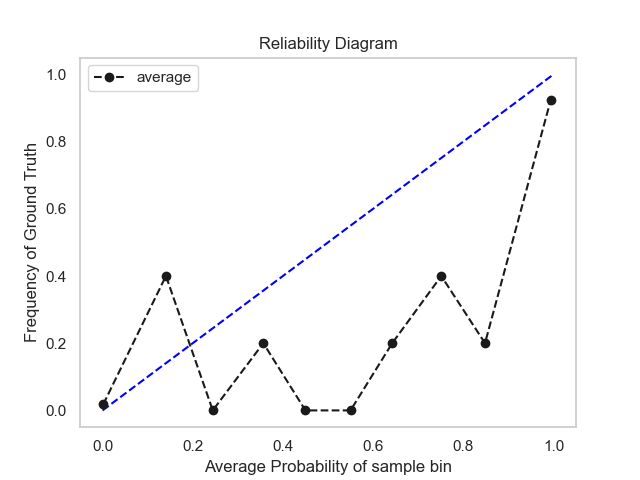 Reliability Diagram
average
Frequency of Ground Truth
1.0
0.8
0.6
0.4
0.2
0.0
0.0 0.2 0.4 0.6 0.8 1.0
Average Probability of sample bin